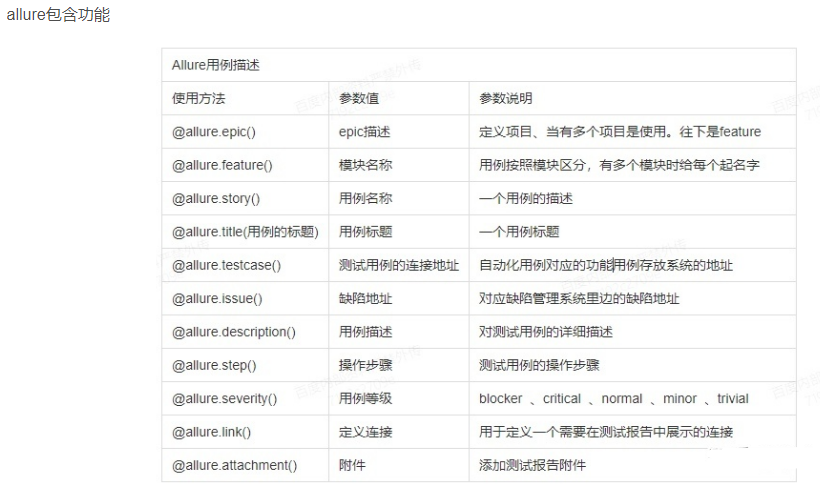 allure包含功能
Allure用例描述
使用方法 参数值 参数说明
@allure.epic() epic描述 定义项目、当有多个项目是使用。往下是feature
@allure.feature() 模块名称 用例按照模块区分，有多个模块时给每个起名字
@allure.story() 用例名称 一个用例的描述
@allure.title(用例的标题) 用例标题 一个用例标题
@allure.testcase() 测试用例的连接地址 自动化用例对应的功能用例存放系统的地址
@allure.issue() 缺陷地址 对应缺陷管理系统里边的缺陷地址
@allure.description() 用例描述 对测试用例的详细描述
@allure.step() 操作步骤 测试用例的操作步骤
@allure.severity() 用例等级 blocker 、critical 、normal 、minor 、trivial
@allure.link() 定义连接 用于定义一个需要在测试报告中展示的连接
@allure.attachment() 附件 添加测试报告附件